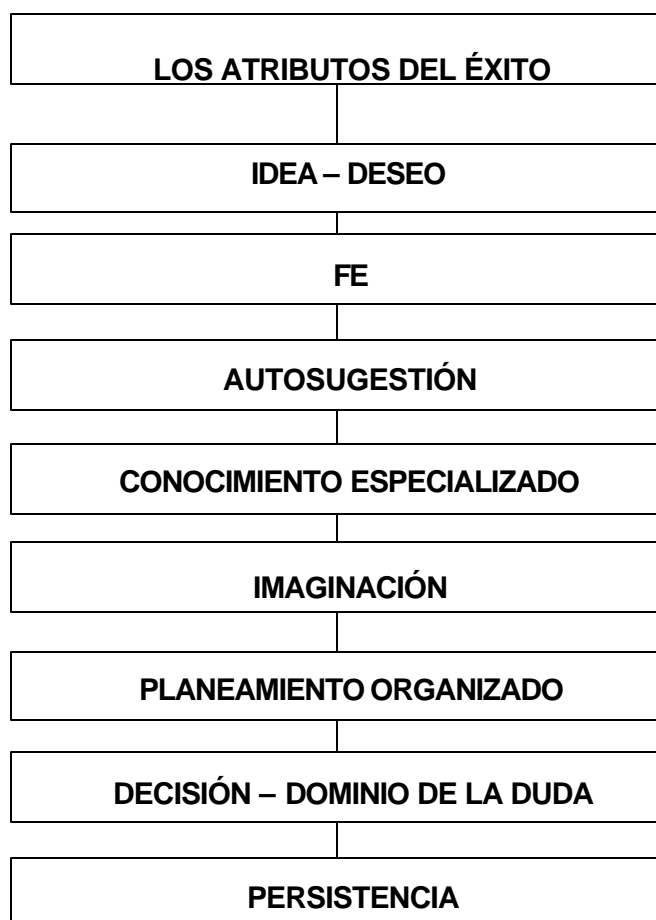 LOS ATRIBUTOS DEL ÉXITO
IDEA – DESEO
FE
AUTOSUGESTIÓN
CONOCIMIENTO ESPECIALIZADO
IMAGINACIÓN
PLANEAMIENTO ORGANIZADO
DECISIÓN – DOMINIO DE LA DUDA
PERSISTENCIA